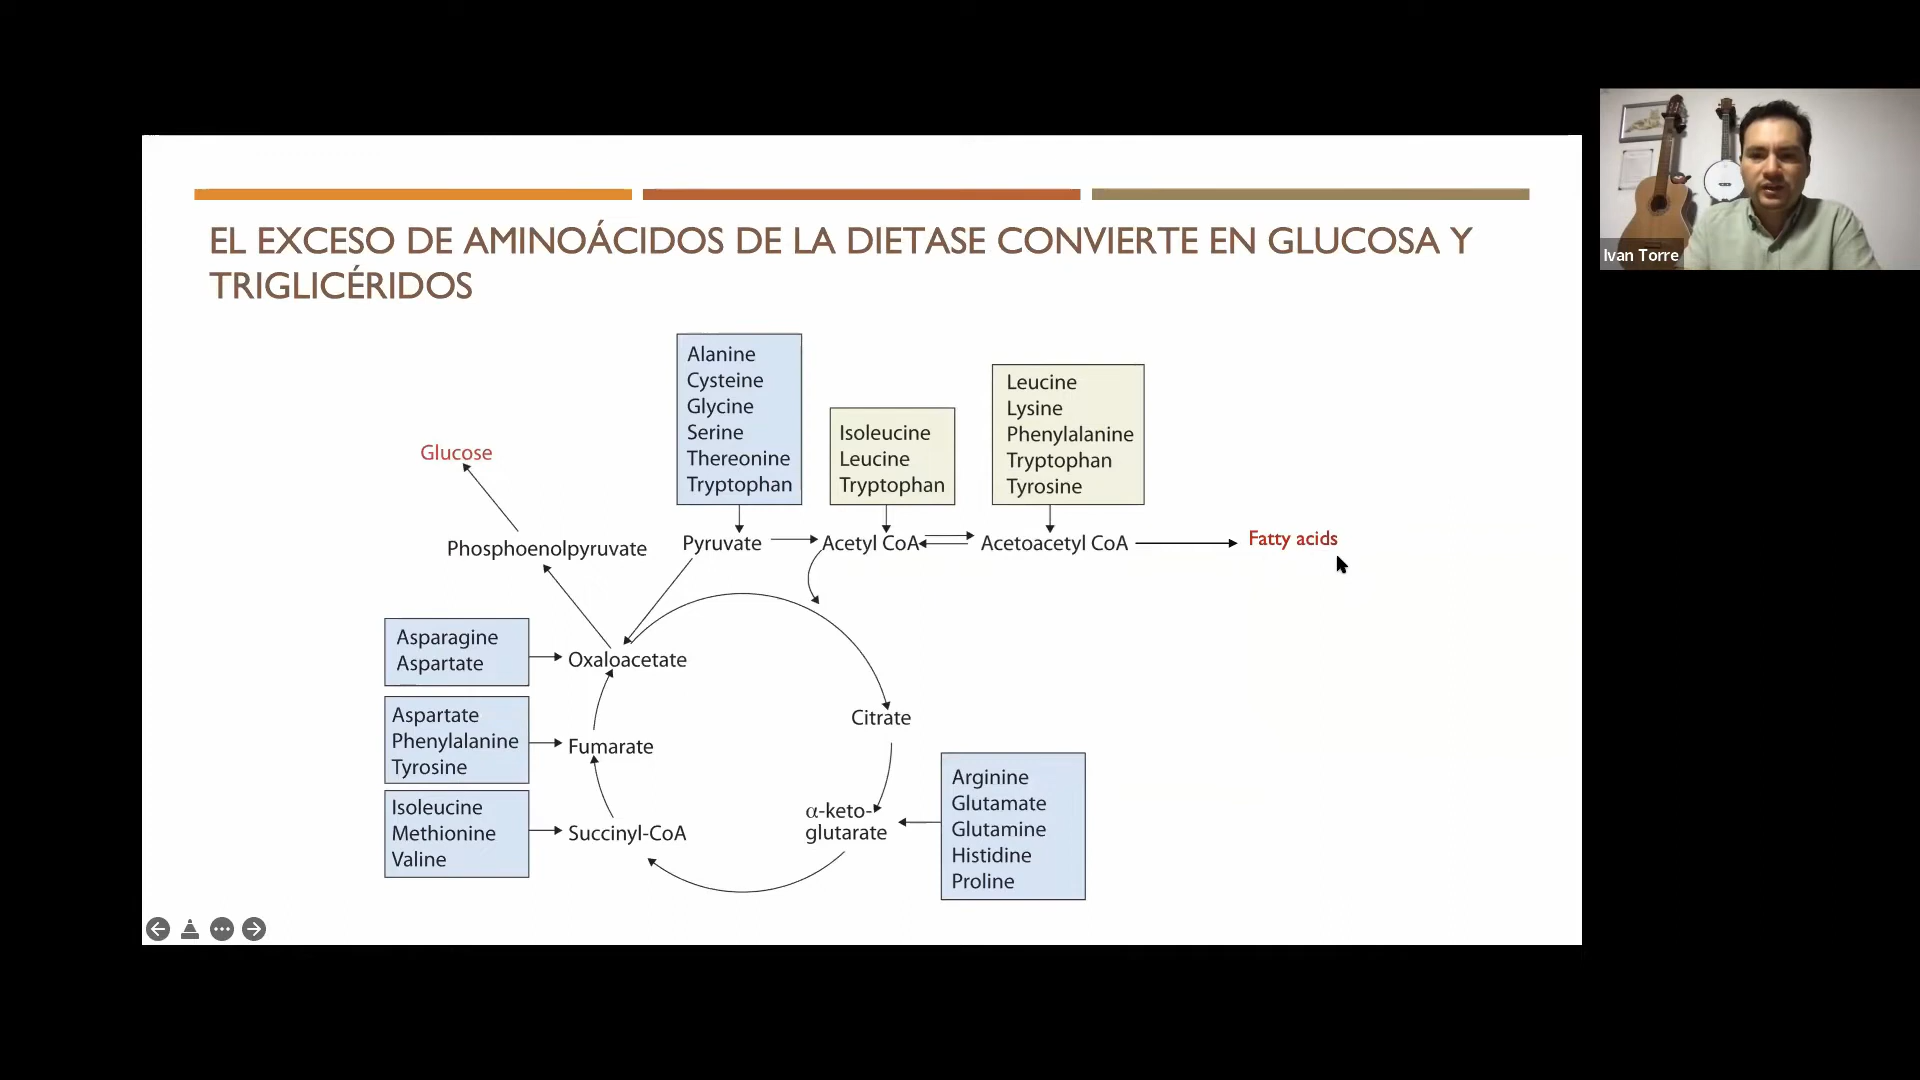 EL EXCESO DE AMINOÁCIDOS DE LA DIETASE CONVIERTE EN GLUCOSA Y
TRIGLICÉRIDOS
Ivan Torre
Alanine
Cysteine
Glycine
Serine
Thereonine
Tryptophan
Isoleucine
Leucine
Tryptophan
Leucine
Lysine
Phenylalanine
Tryptophan
Tyrosine
Glucose
Phosphoenolpyruvate
Pyruvate
Acetyl CoA
Acetoacetyl CoA
Fatty acids
Asparagine
Aspartate
Oxaloacetate
Aspartate
Phenylalanine
Tyrosine
Fumarate
Citrate
Isoleucine
Methionine
Valine
Succinyl-CoA
α-keto-
glutarate
Arginine
Glutamate
Glutamine
Histidine
Proline